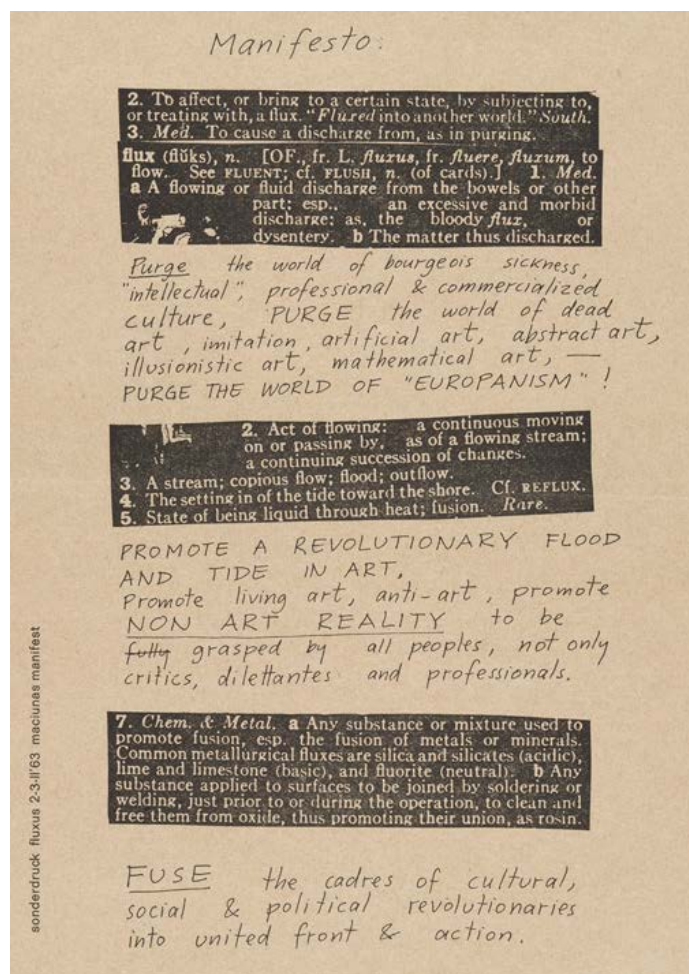 Manifesto:
2. To affect, or bring to a certain state, by subjecting to,
or treating with, a flux. "Fluxed into another world." South.
3. Med. To cause a discharge from, as in purging.
flux (flŭks), n. [OF., fr. L. fluxus, fr. fluere, fluxum, to
flow. See FLUENT; cf. FLUSH, n. (of cards).] 1. Med.
a A flowing or fluid discharge from the bowels or other
part; esp., an excessive and morbid
discharge; as, the bloody flux, or
dysentery. b The matter thus discharged.
Purge the world of bourgeois sickness,
"intellectual", professional & commercialized
culture, PURGE the world of dead
art, imitation, artificial art, abstract art,
illusionistic art, mathematical art, —
PURGE THE WORLD OF "EUROPANISM"!
2. Act of flowing: a continuous moving
on or passing by, as of a flowing stream;
a continuing succession of changes.
3. A stream; copious flow; flood; outflow.
4. The setting in of the tide toward the shore. Cf. REFLUX.
5. State of being liquid through heat; fusion. Rare.
PROMOTE A REVOLUTIONARY FLOOD
AND TIDE IN ART,
Promote living art, anti-art, promote
NON ART REALITY to be
fully grasped by all peoples, not only
critics, dilettantes and professionals.
7. Chem. & Metal. a Any substance or mixture used to
promote fusion, esp. the fusion of metals or minerals.
Common metallurgical fluxes are silica and silicates (acidic),
lime and limestone (basic), and fluorite (neutral). b Any
substance applied to surfaces to be joined by soldering or
welding, just prior to or during the operation, to clean and
free them from oxide, thus promoting their union, as rosin.
FUSE the cadres of cultural,
social & political revolutionaries
into united front & action.
sonderdruck fluxus 2-3-II'63 maciunas manifest